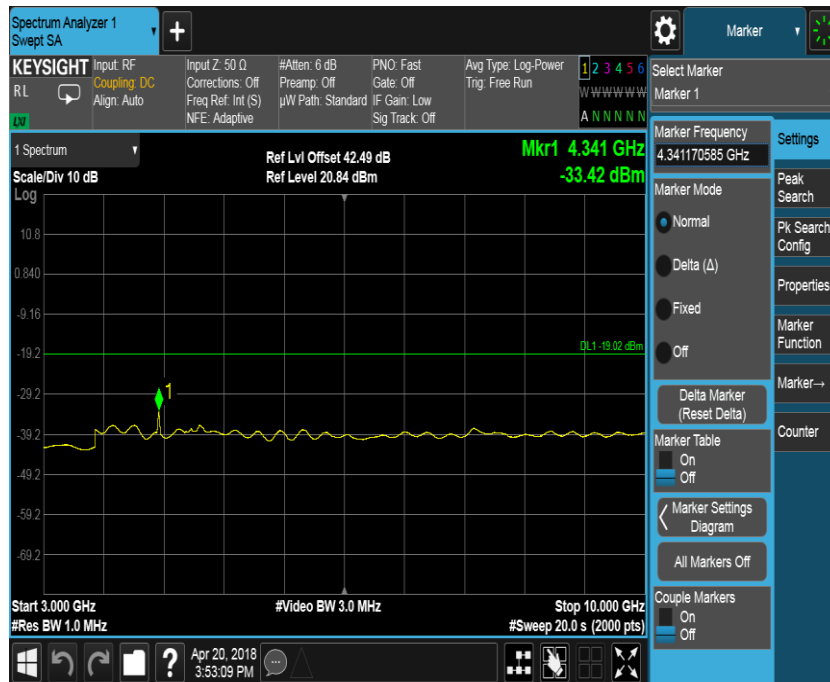 Spectrum Analyzer 1
Swept SA
+
Marker
KEYSIGHT
RL
LXI
Input: RF
Coupling: DC
Align: Auto
Input Z: 50 Ω
Corrections: Off
Freq Ref: Int (S)
NFE: Adaptive
#Atten: 6 dB
Preamp: Off
µW Path: Standard
PNO: Fast
Gate: Off
IF Gain: Low
Sig Track: Off
Avg Type: Log-Power
Trig: Free Run
1 2 3 4 5 6
W W W W W W
A N N N N N
Select Marker
Marker 1
1 Spectrum
Scale/Div 10 dB
Log
Ref Lvl Offset 42.49 dB
Ref Level 20.84 dBm
Mkr1 4.341 GHz
-33.42 dBm
10.8
0.840
-9.16
-19.2
-29.2
-39.2
-49.2
-59.2
-69.2
DL1 -19.02 dBm
1
Start 3.000 GHz
#Res BW 1.0 MHz
#Video BW 3.0 MHz
Stop 10.000 GHz
#Sweep 20.0 s (2000 pts)
Marker Frequency
4.341170585 GHz
Marker Mode
Normal
Delta (Δ)
Fixed
Off
Delta Marker
(Reset Delta)
Marker Table
On
Off
Marker Settings
Diagram
All Markers Off
Couple Markers
On
Off
Settings
Peak
Search
Pk Search
Config
Properties
Marker
Function
Marker→
Counter
?
Apr 20, 2018
3:53:09 PM